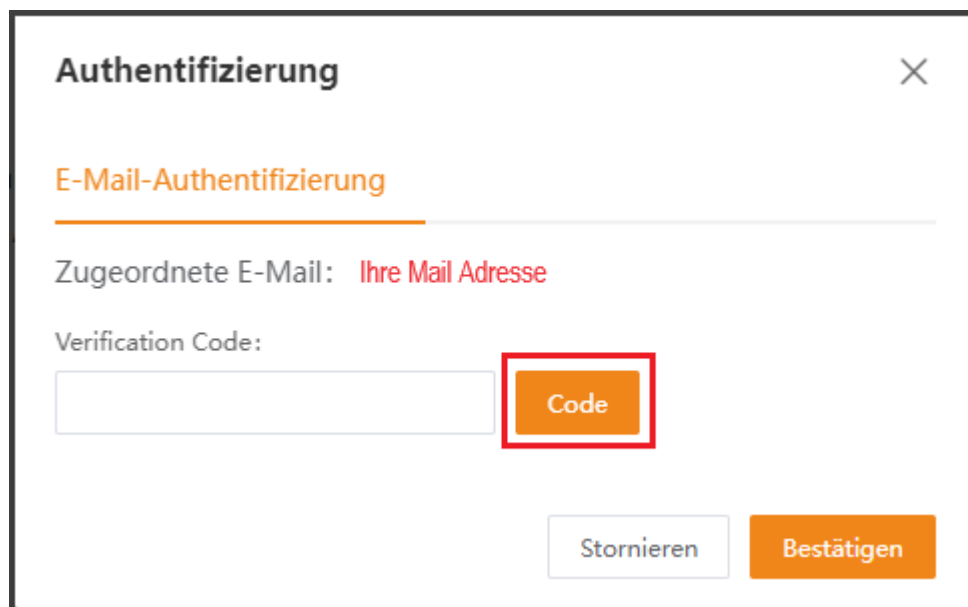 Authentifizierung
E-Mail-Authentifizierung
Zugeordnete E-Mail: Ihre Mail Adresse
Verification Code:
Code
Stornieren Bestätigen